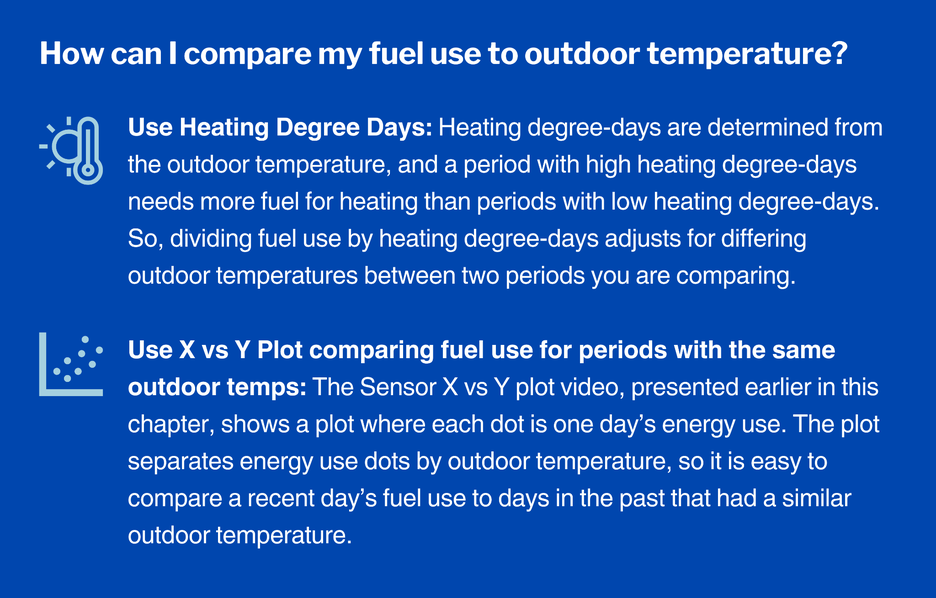 How can I compare my fuel use to outdoor temperature?
Use Heating Degree Days: Heating degree-days are determined from
the outdoor temperature, and a period with high heating degree-days
needs more fuel for heating than periods with low heating degree-days.
So, dividing fuel use by heating degree-days adjusts for differing
outdoor temperatures between two periods you are comparing.
Use X vs Y Plot comparing fuel use for periods with the same
outdoor temps: The Sensor X vs Y plot video, presented earlier in this
chapter, shows a plot where each dot is one day’s energy use. The plot
separates energy use dots by outdoor temperature, so it is easy to
compare a recent day’s fuel use to days in the past that had a similar
outdoor temperature.